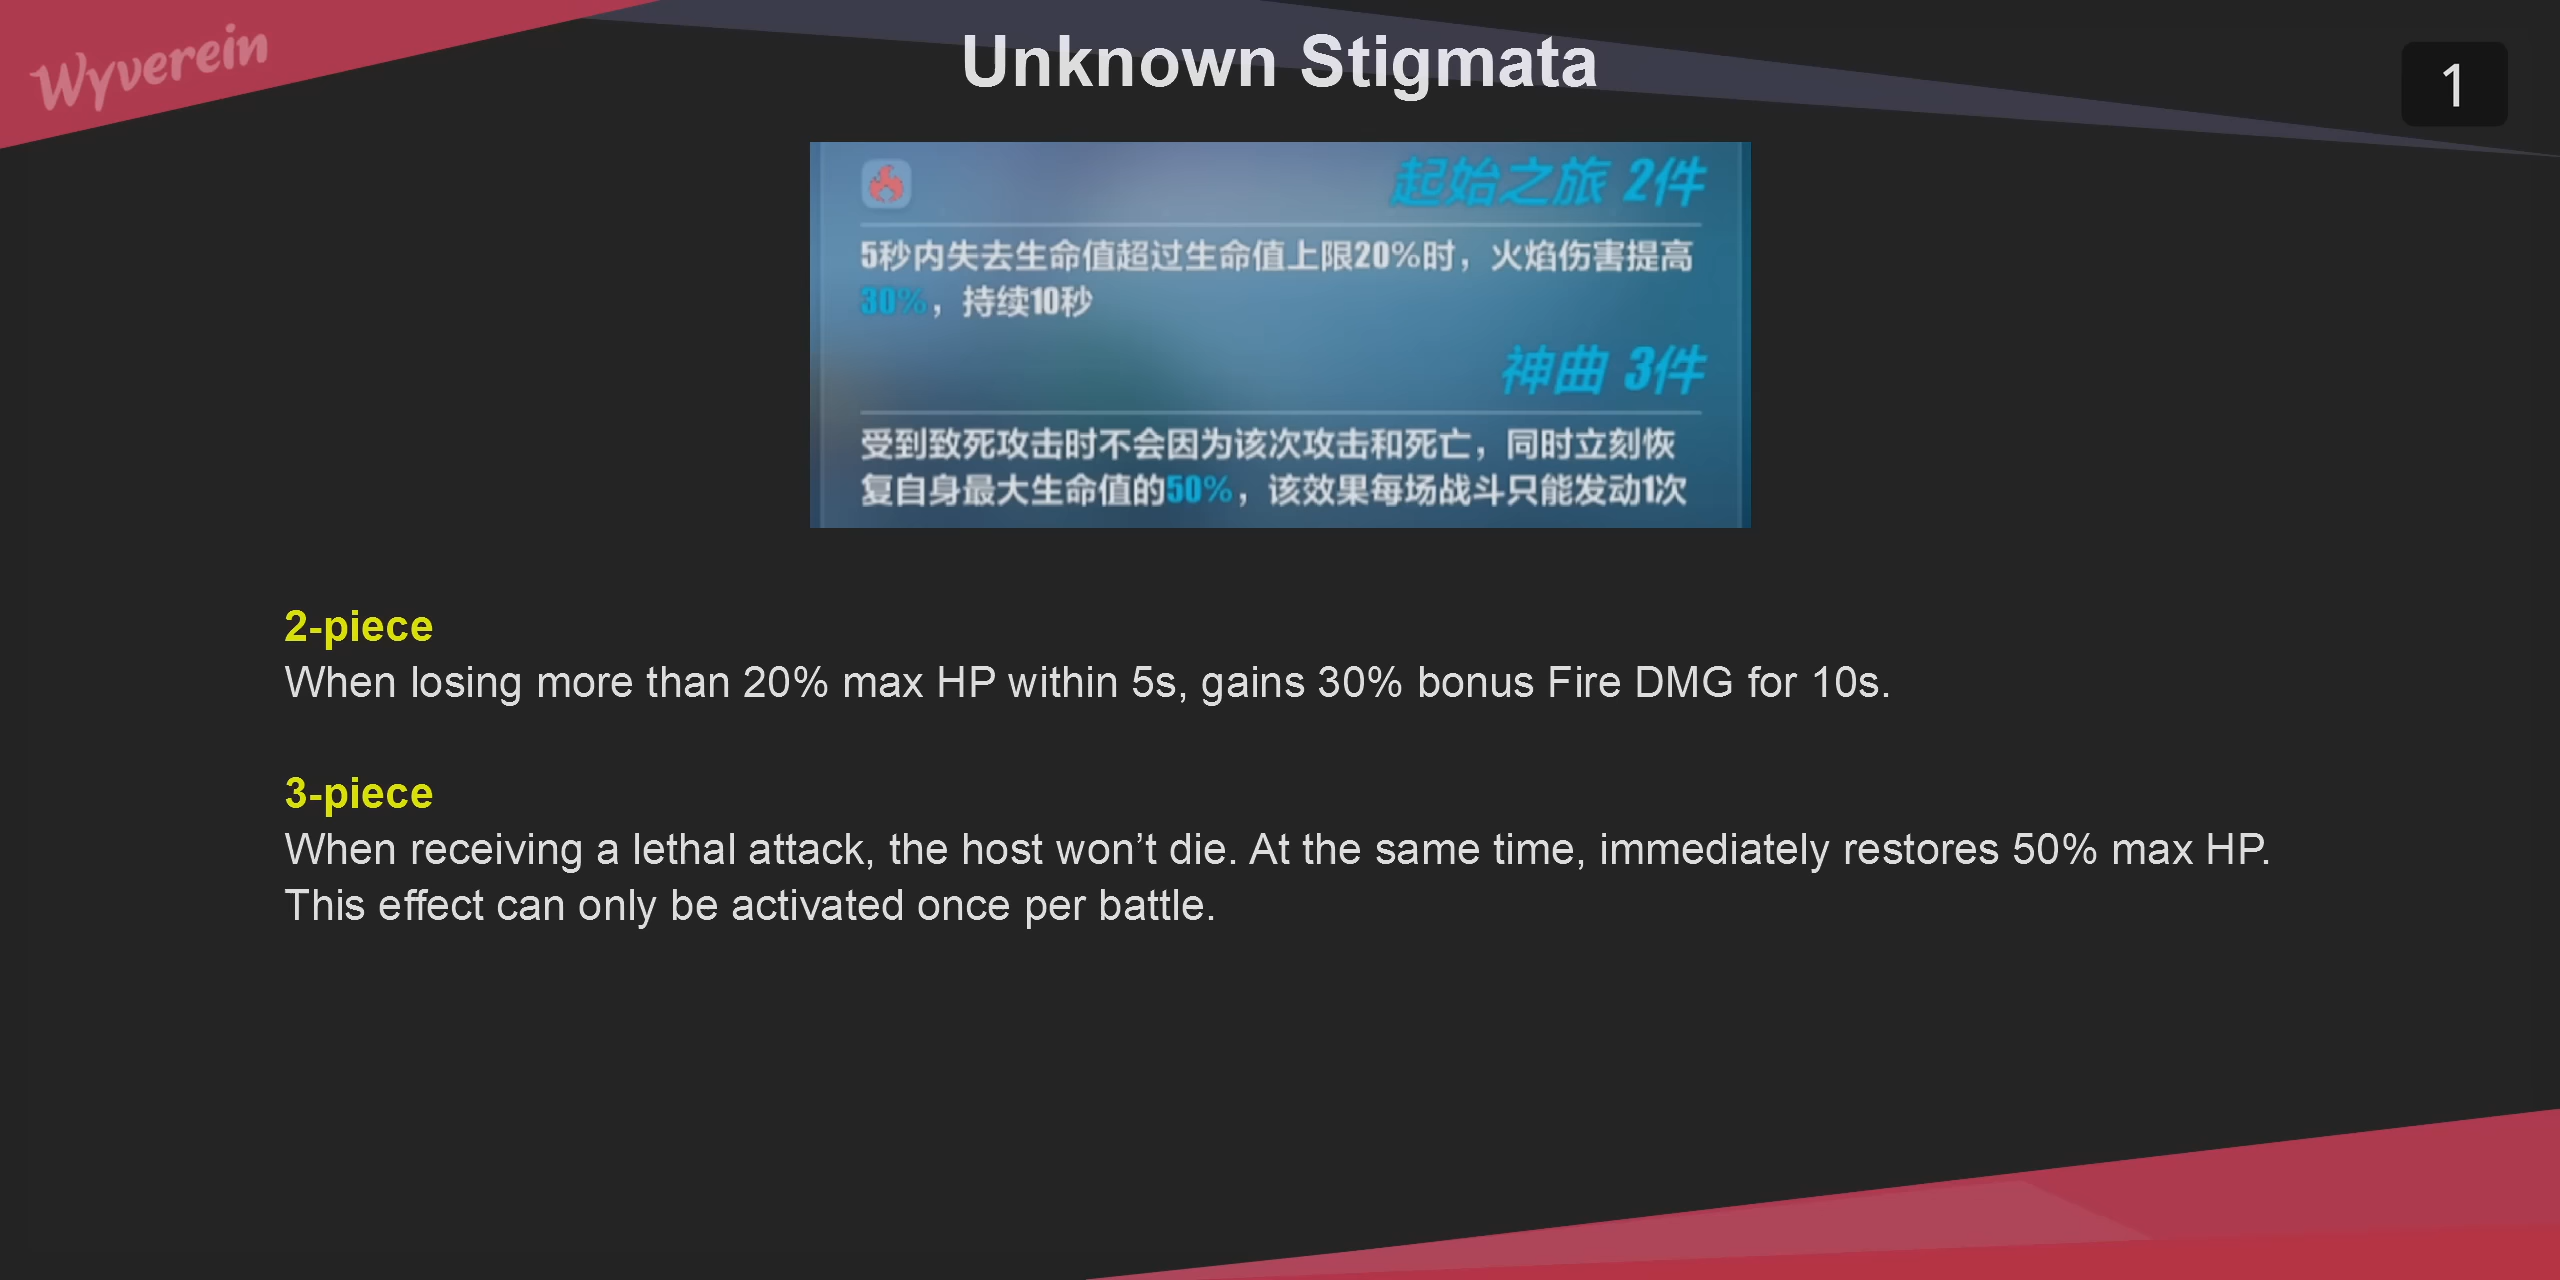 Wyverein
Unknown Stigmata
1
起始之旅 2件
5秒内失去生命值超过生命值上限20%时，火焰伤害提高
30%，持续10秒
神曲 3件
受到致死攻击时不会因为该次攻击和死亡，同时立刻恢
复自身最大生命值的50%，该效果每场战斗只能发动1次
2-piece
When losing more than 20% max HP within 5s, gains 30% bonus Fire DMG for 10s.
3-piece
When receiving a lethal attack, the host won’t die. At the same time, immediately restores 50% max HP.
This effect can only be activated once per battle.